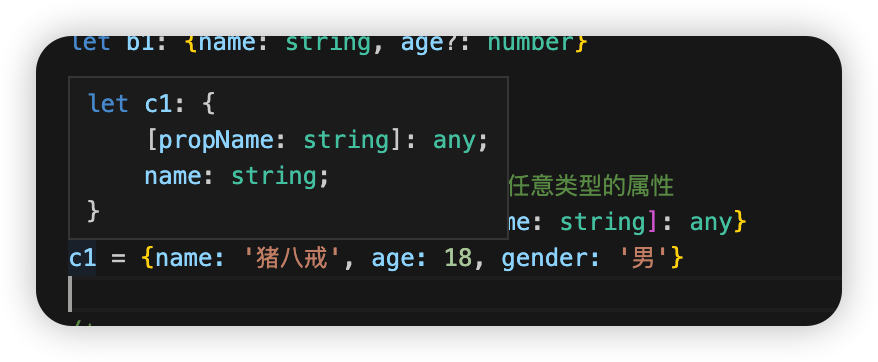 let b1: {name: string, age?: number}
let c1: {
[propName: string]: any;
name: string;
}
任意类型的属性
me: string]: any}
c1 = {name: '猪八戒', age: 18, gender: '男'}